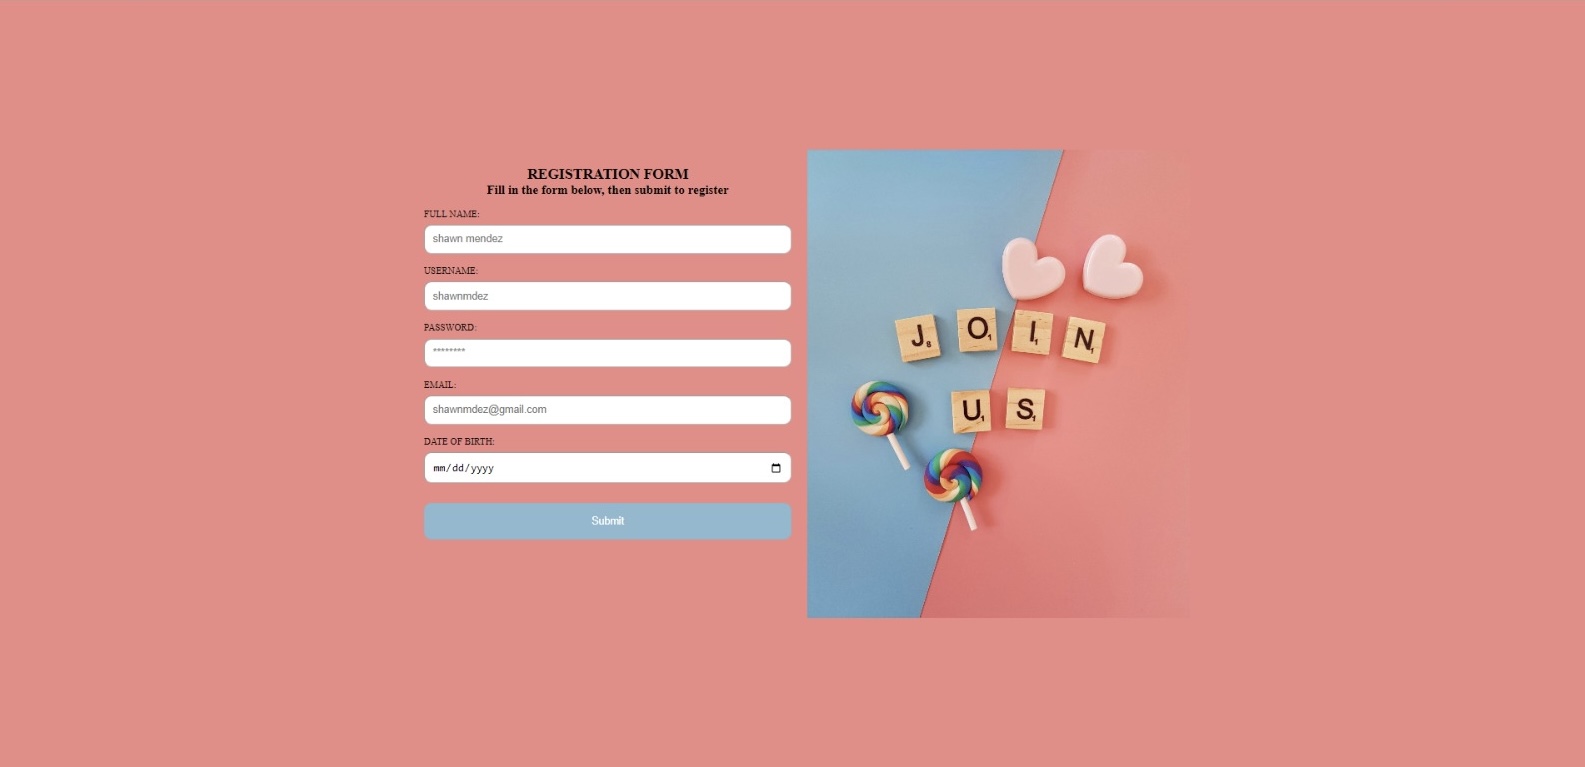 REGISTRATION FORM
Fill in the form below, then submit to register
FULL NAME:
shawn mendez
USERNAME:
shawnmdez
PASSWORD:
********
EMAIL:
shawnmdez@gmail.com
DATE OF BIRTH:
mm/dd/yyyy
Submit
J8 O1 I1 N1
U1 S1